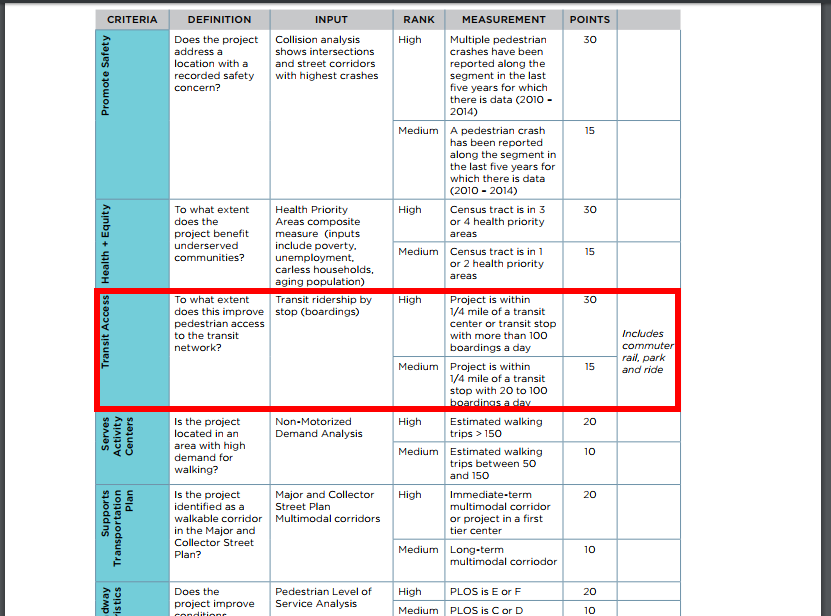 CRITERIA DEFINITION INPUT RANK MEASUREMENT POINTS
Promote Safety
Does the project
address a
location with a
recorded safety
concern?
Collision analysis
shows intersections
and street corridors
with highest crashes
High
Multiple pedestrian
crashes have been
reported along the
segment in the last
five years for which
there is data (2010 –
2014)
30
Medium
A pedestrian crash
has been reported
along the segment in
the last five years for
which there is data
(2010 – 2014)
15
Health + Equity
To what extent
does the
project benefit
underserved
communities?
Health Priority
Areas composite
measure (inputs
include poverty,
unemployment,
carless households,
aging population)
High
Census tract is in 3
or 4 health priority
areas
30
Medium
Census tract is in 1
or 2 health priority
areas
15
Transit Access
To what extent
does this improve
pedestrian access
to the transit
network?
Transit ridership by
stop (boardings)
High
Project is within
1/4 mile of a transit
center or transit stop
with more than 100
boardings a day
30
Medium
Project is within
1/4 mile of a transit
stop with 20 to 100
boardings a day
15
Includes
commuter
rail, park
and ride
Serves
Activity
Centers
Is the project
located in an
area with high
demand for
walking?
Non-Motorized
Demand Analysis
High
Estimated walking
trips > 150
20
Medium
Estimated walking
trips between 50
and 150
10
Supports
Transportation
Plan
Is the project
identified as a
walkable corridor
in the Major and
Collector Street
Plan?
Major and Collector
Street Plan
Multimodal corridors
High
Immediate-term
multimodal corridor
or project in a first
tier center
20
Medium
Long-term
multimodal corriodor
10
dway
ristics
Does the
project improve
conditions
Pedestrian Level of
Service Analysis
High
PLOS is E or F
20
Medium
PLOS is C or D
10